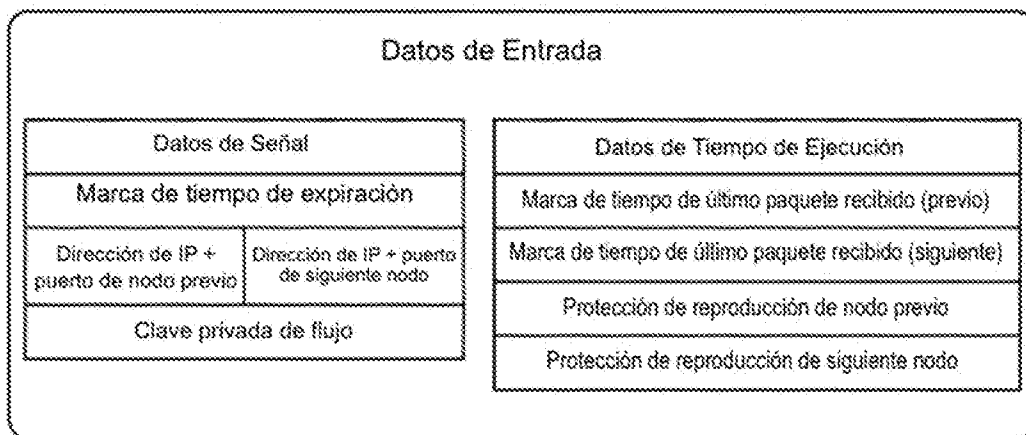 Datos de Entrada
Datos de Señal
Marca de tiempo de expiración
Dirección de IP +
puerto de nodo previo
Dirección de IP + puerto
de siguiente nodo
Clave privada de flujo
Datos de Tiempo de Ejecución
Marca de tiempo de último paquete recibido (previo)
Marca de tiempo de último paquete recibido (siguiente)
Protección de reproducción de nodo previo
Protección de reproducción de siguiente nodo